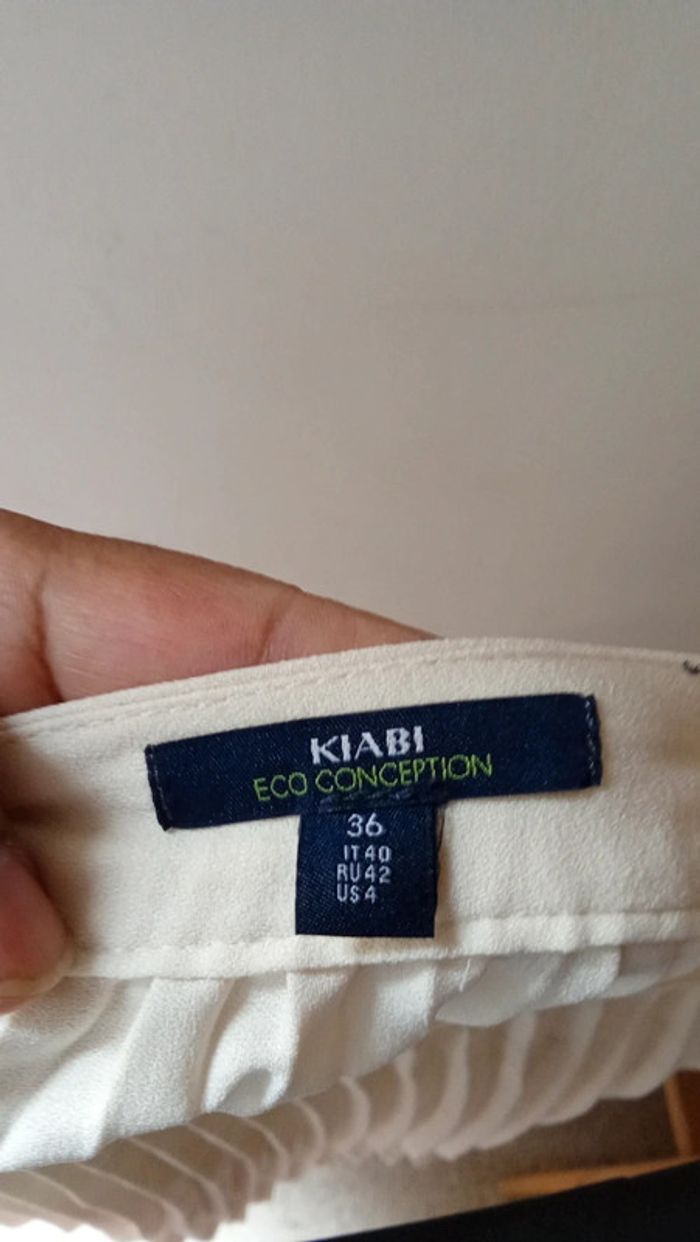 KIABI
ECO CONCEPTION
36
IT 40
RU 42
US 4